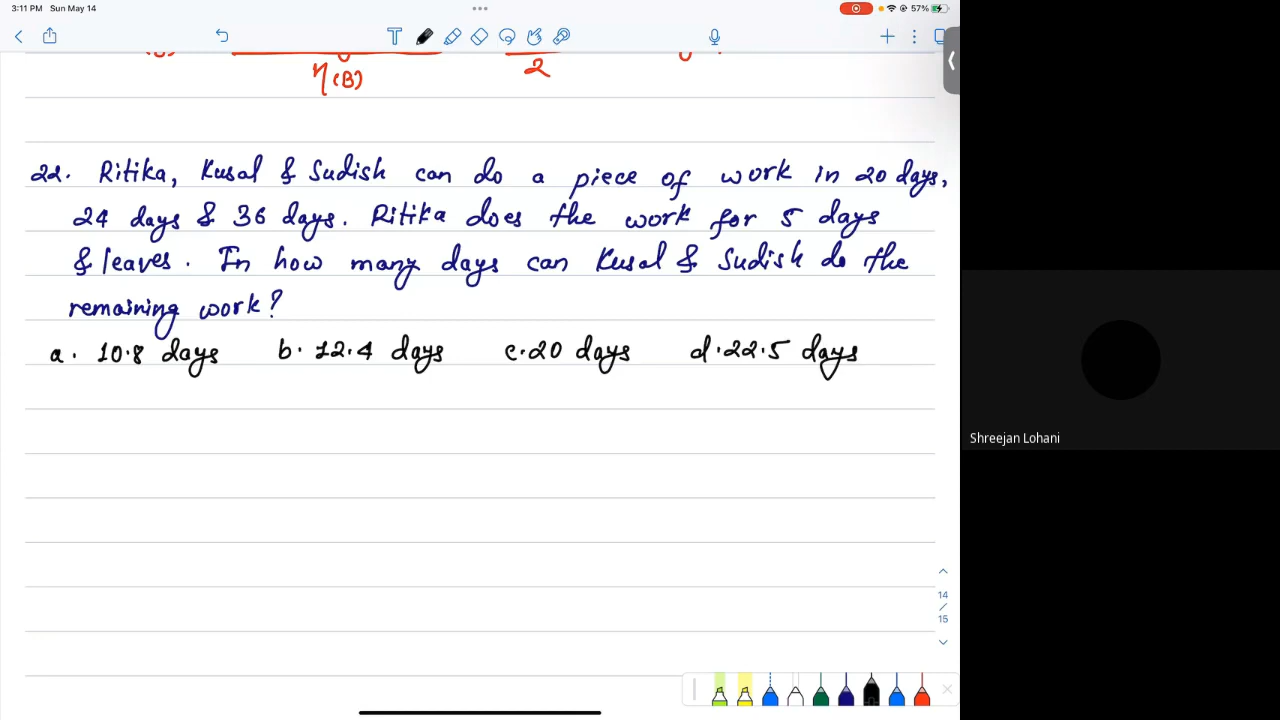 3:11 PM Sun May 14
57%
η(B)
2
22. Ritika, Kusal & Sudish can do a piece of work in 20 days,
24 days & 36 days. Ritika does the work for 5 days
& leaves. In how many days can Kusal & Sudish do the
remaining work?
a. 10.8 days b. 12.4 days c. 20 days d. 22.5 days
Shreejan Lohani
14
/
15